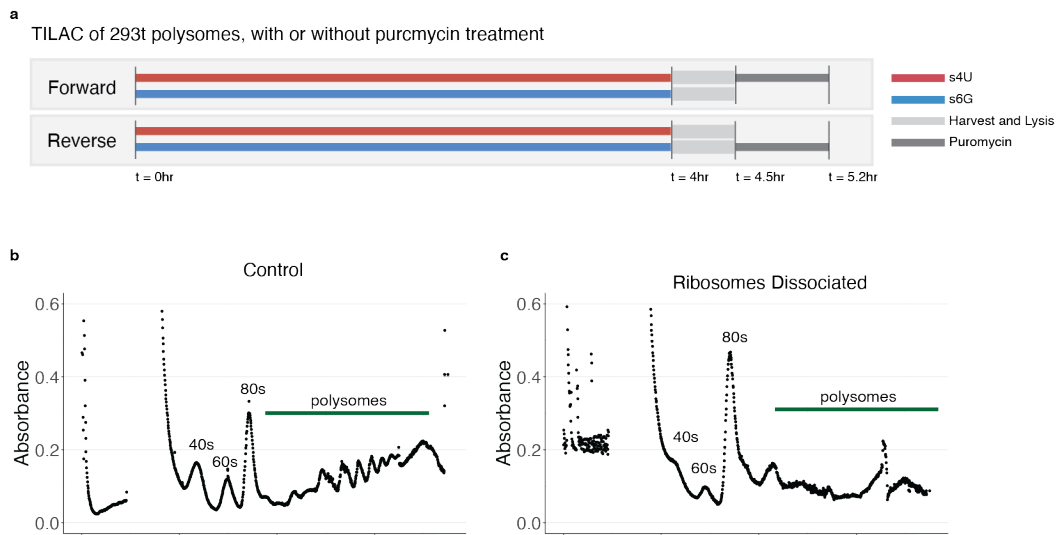 a
TILAC of 293t polysomes, with or without purcmycin treatment
Forward
Reverse
t = 0hr
t = 4hr
t = 4.5hr
t = 5.2hr
s4U
s6G
Harvest and Lysis
Puromycin
b
Control
Absorbance
0.6
0.4
0.2
0.0
40s
60s
80s
polysomes
c
Ribosomes Dissociated
Absorbance
0.6
0.4
0.2
0.0
40s
60s
80s
polysomes